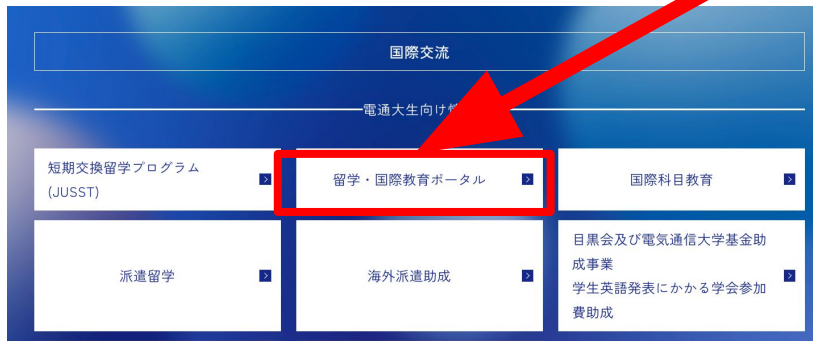 国際交流
電通大生向け
短期交換留学プログラム
(JUSST)
留学・国際教育ポータル
国際科目教育
派遣留学
海外派遣助成
目黒会及び電気通信大学基金助
成事業
学生英語発表にかかる学会参加
費助成